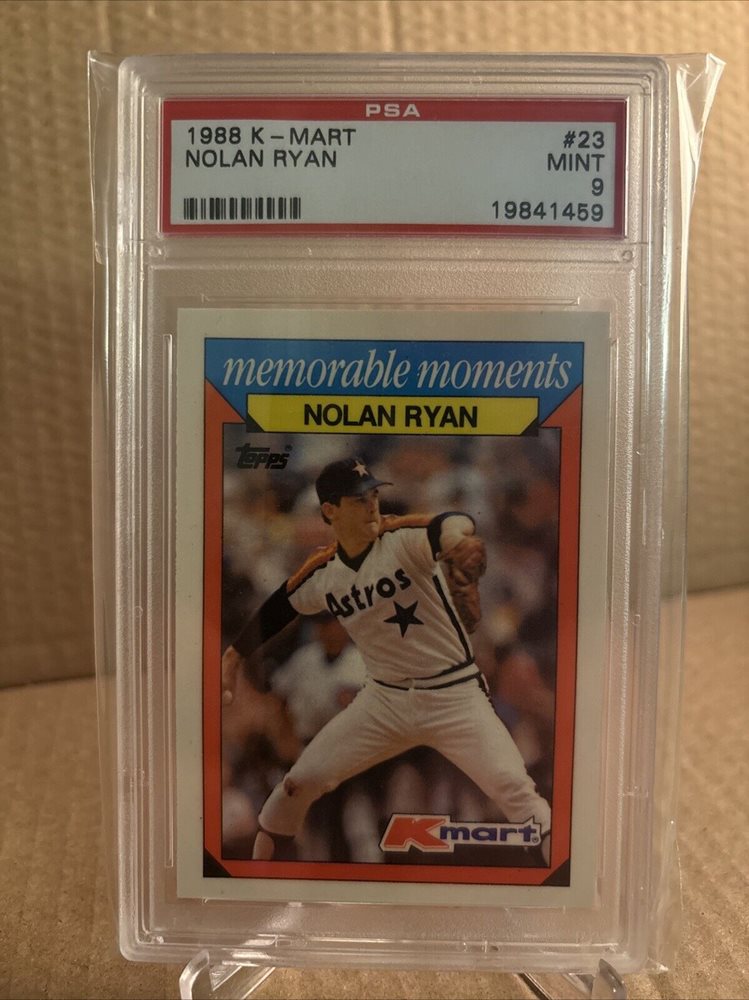 PSA
1988 K-MART #23
NOLAN RYAN MINT
9
19841459
memorable moments
NOLAN RYAN
TOPPS®
Astros
Kmart®